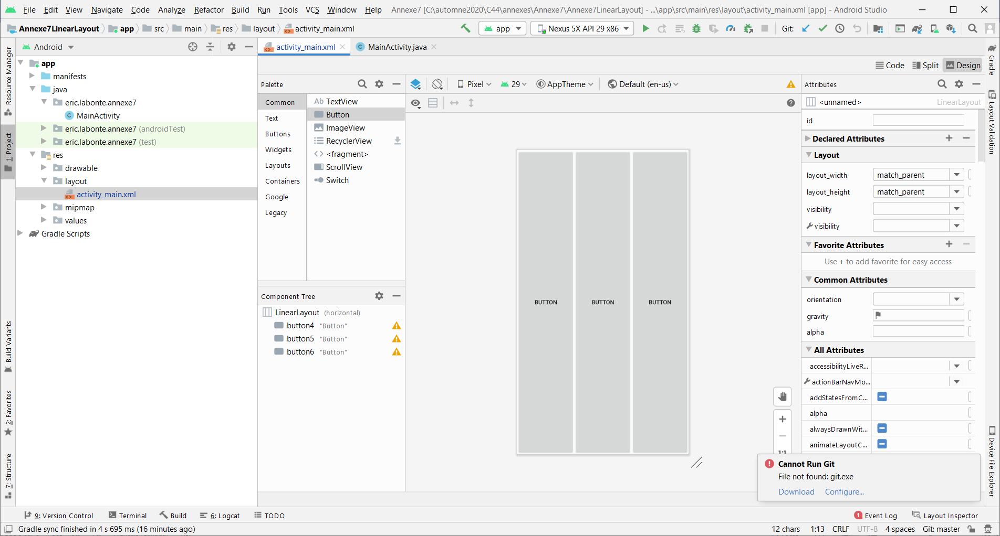 File Edit View Navigate Code Analyze Refactor Build Run Tools VCS Window Help Annexe7 [C:\automne2020\C44\annexes\Annexe7\Annexe7LinearLayout] - ...\app\src\main\res\layout\activity_main.xml [app] - Android Studio
Annexe7LinearLayout app src main res layout activity_main.xml app Nexus 5X API 29 x86 Git:
Android
activity_main.xml MainActivity.java
app
manifests
java
eric.labonte.annexe7
MainActivity
eric.labonte.annexe7 (androidTest)
eric.labonte.annexe7 (test)
res
drawable
layout
activity_main.xml
mipmap
values
Gradle Scripts
Resource Manager
1: Project
Build Variants
2: Favorites
7: Structure
Code Split Design
Palette
Common
Text
Buttons
Widgets
Layouts
Containers
Google
Legacy
Ab TextView
Button
ImageView
RecyclerView
<fragment>
ScrollView
Switch
Component Tree
LinearLayout (horizontal)
button4 "Button"
button5 "Button"
button6 "Button"
Pixel 29 AppTheme Default (en-us)
BUTTON BUTTON BUTTON
1:1
Attributes
<unnamed> LinearLayout
id
Declared Attributes
Layout
layout_width match_parent
layout_height match_parent
visibility
visibility
Favorite Attributes
Use + to add favorite for easy access
Common Attributes
orientation
gravity
alpha
All Attributes
accessibilityLiveR...
actionBarNavMo...
addStatesFromC...
alpha
alwaysDrawnWit...
animateLayoutC...
Gradle
Layout Validation
Device File Explorer
Cannot Run Git
File not found: git.exe
Download Configure...
9: Version Control Terminal Build 6: Logcat TODO 1 Event Log Layout Inspector
Gradle sync finished in 4 s 695 ms (16 minutes ago) 12 chars 1:13 CRLF UTF-8 4 spaces Git: master